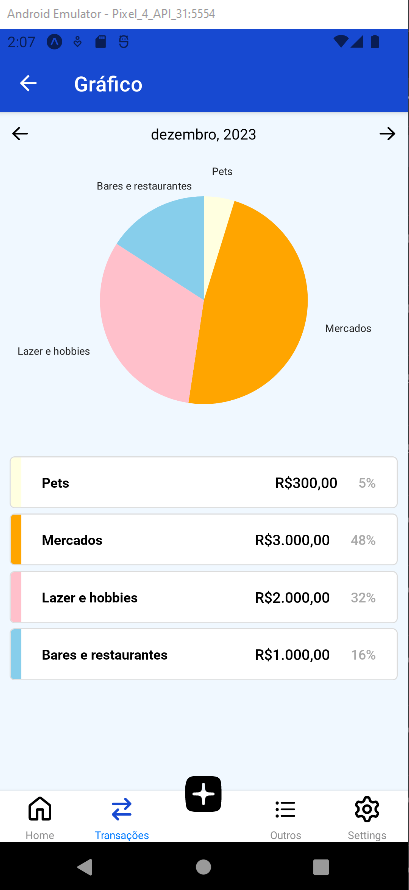 Android Emulator - Pixel_4_API_31:5554
2:07
Gráfico
dezembro, 2023
Pets
Bares e restaurantes
Mercados
Lazer e hobbies
Pets R$300,00 5%
Mercados R$3.000,00 48%
Lazer e hobbies R$2.000,00 32%
Bares e restaurantes R$1.000,00 16%
Home Transações Outros Settings